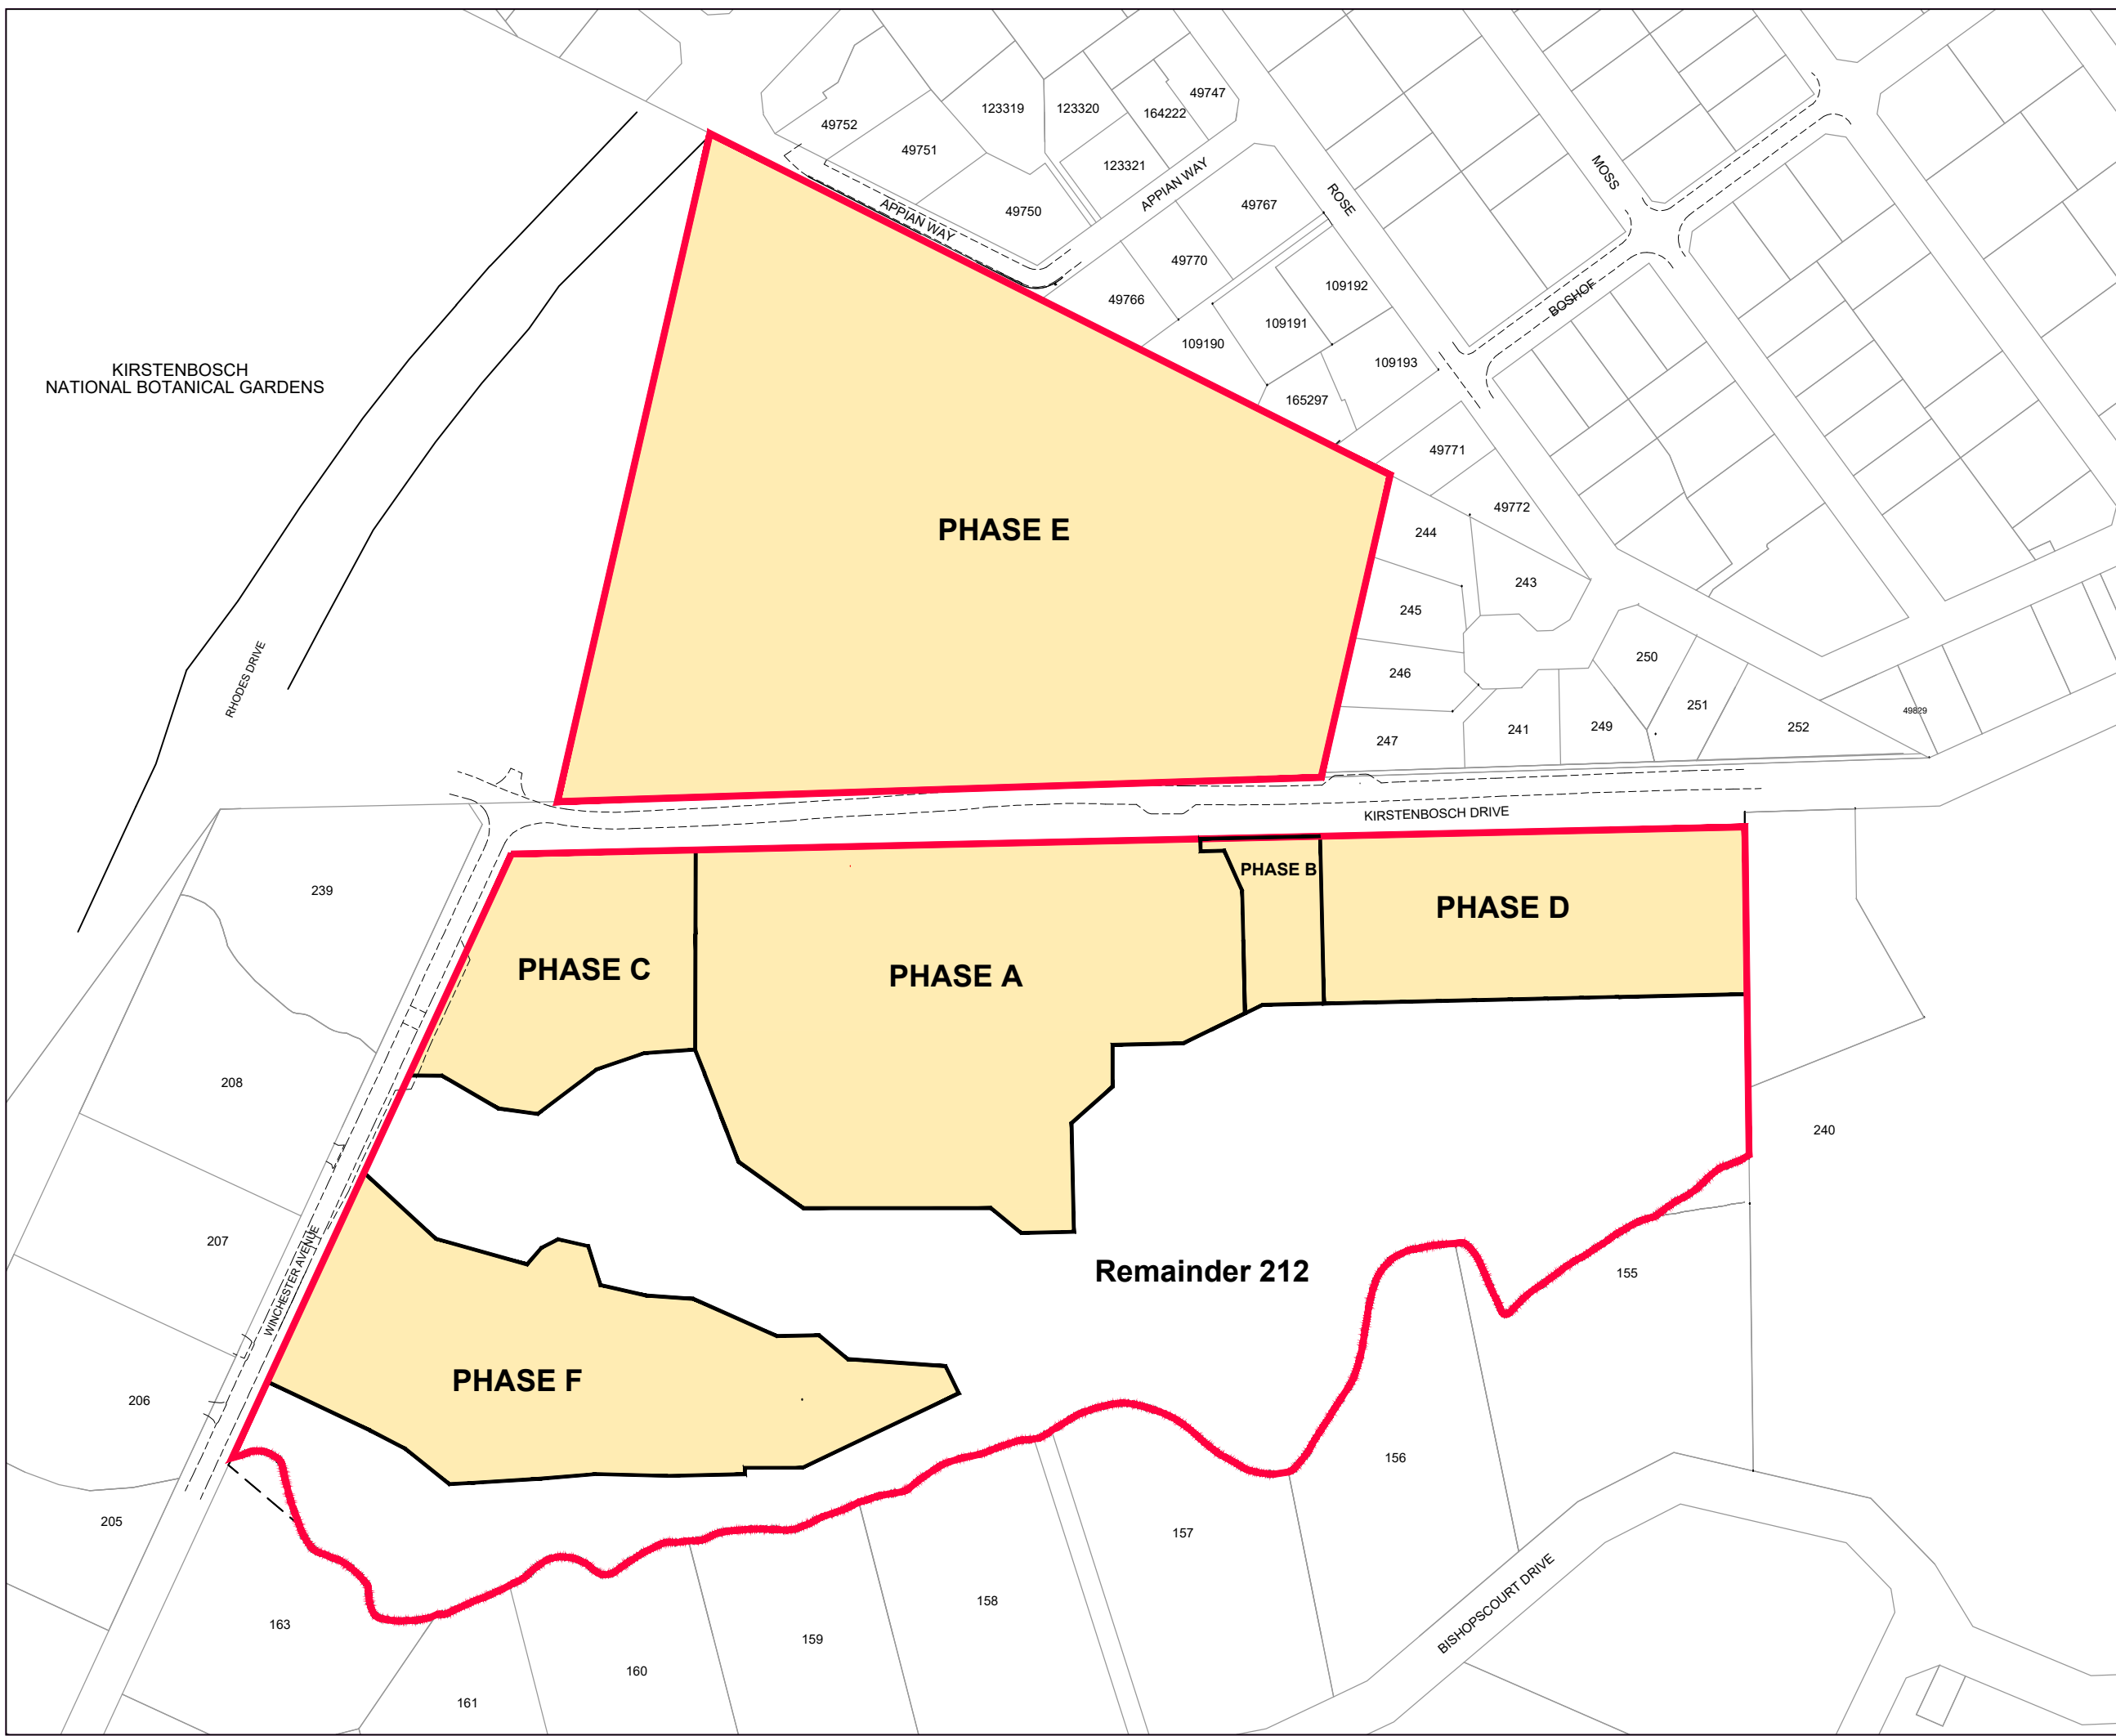 49747
123319
123320
164222
49752
49751
123321
APPIAN WAY
MOSS
49750
APPIAN WAY
ROSE
49767
49770
109192
BOSHOF
49766
109191
109190
109193
KIRSTENBOSCH
NATIONAL BOTANICAL GARDENS
165297
49771
49772
PHASE E
244
243
245
250
246
RHODES DRIVE
251
49829
247
241
249
252
KIRSTENBOSCH DRIVE
239
PHASE B
PHASE D
PHASE C
PHASE A
208
240
207
Remainder 212
155
WINCHESTER AVENUE
PHASE F
206
156
205
157
BISHOPSCOURT DRIVE
158
163
159
160
161